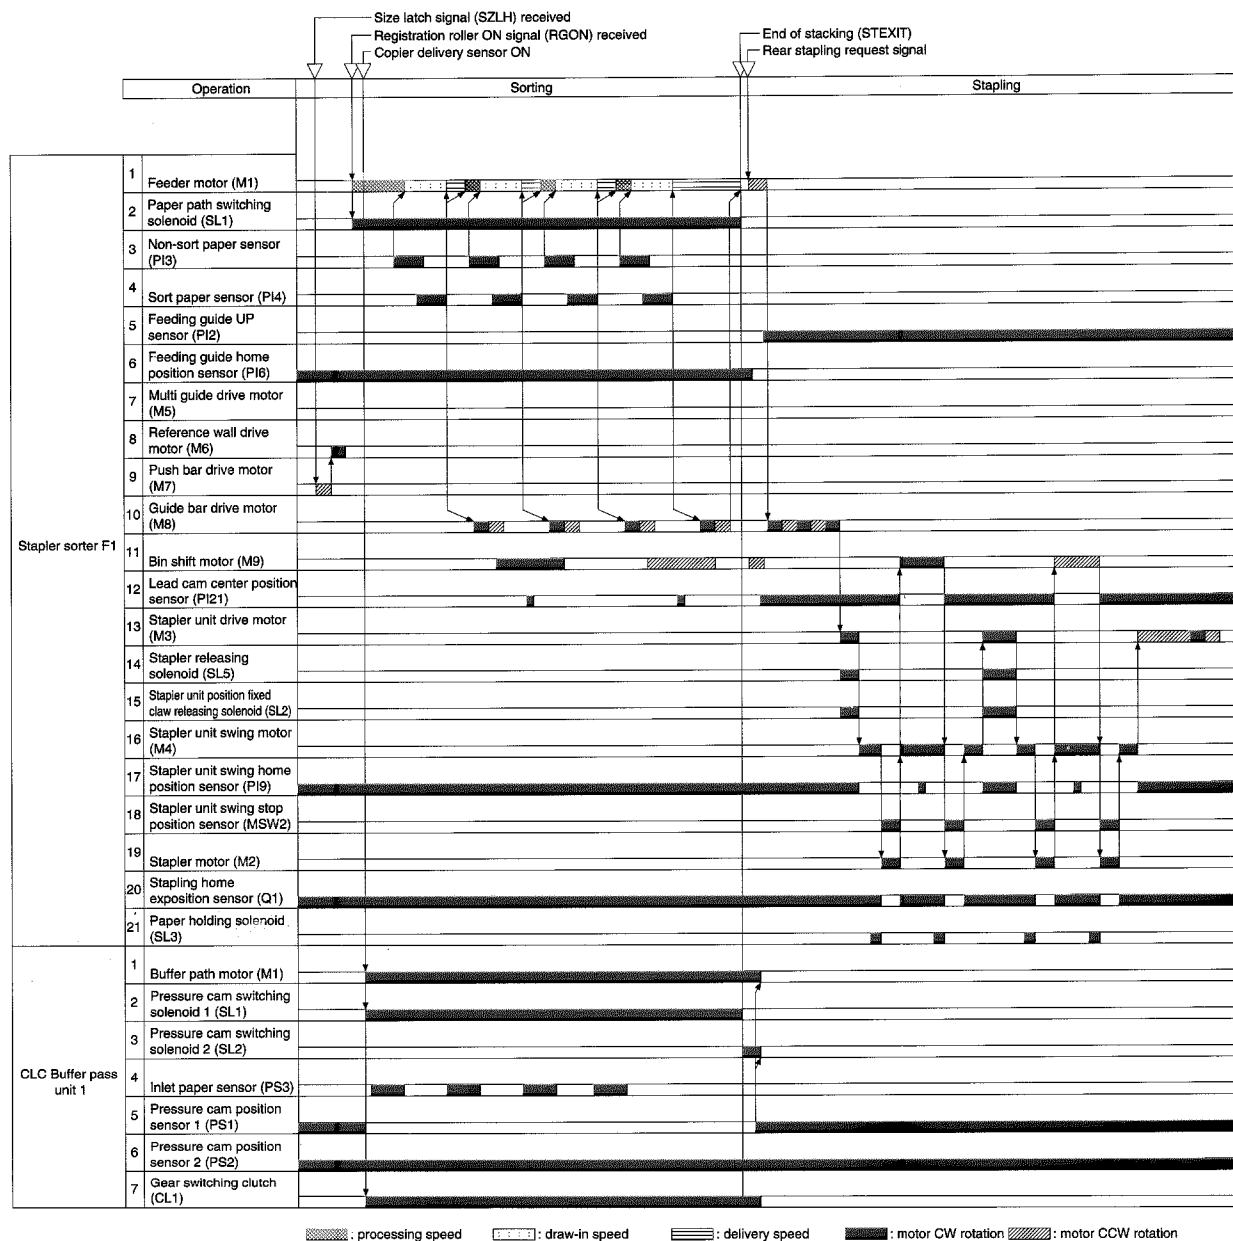 Size latch signal (SZLH) received
Registration roller ON signal (RGON) received
Copier delivery sensor ON
End of stacking (STEXIT)
Rear stapling request signal
Operation
Sorting
Stapling
Stapler sorter F1
1
Feeder motor (M1)
2
Paper path switching
solenoid (SL1)
3
Non-sort paper sensor
(PI3)
4
Sort paper sensor (PI4)
5
Feeding guide UP
sensor (PI2)
6
Feeding guide home
position sensor (PI6)
7
Multi guide drive motor
(M5)
8
Reference wall drive
motor (M6)
9
Push bar drive motor
(M7)
10
Guide bar drive motor
(M8)
11
Bin shift motor (M9)
12
Lead cam center position
sensor (PI21)
13
Stapler unit drive motor
(M3)
14
Stapler releasing
solenoid (SL5)
15
Stapler unit position fixed
claw releasing solenoid (SL2)
16
Stapler unit swing motor
(M4)
17
Stapler unit swing home
position sensor (PI9)
18
Stapler unit swing stop
position sensor (MSW2)
19
Stapler motor (M2)
20
Stapling home
exposition sensor (Q1)
21
Paper holding solenoid
(SL3)
CLC Buffer pass
unit 1
1
Buffer path motor (M1)
2
Pressure cam switching
solenoid 1 (SL1)
3
Pressure cam switching
solenoid 2 (SL2)
4
Inlet paper sensor (PS3)
5
Pressure cam position
sensor 1 (PS1)
6
Pressure cam position
sensor 2 (PS2)
7
Gear switching clutch
(CL1)
: processing speed
: draw-in speed
: delivery speed
: motor CW rotation
: motor CCW rotation